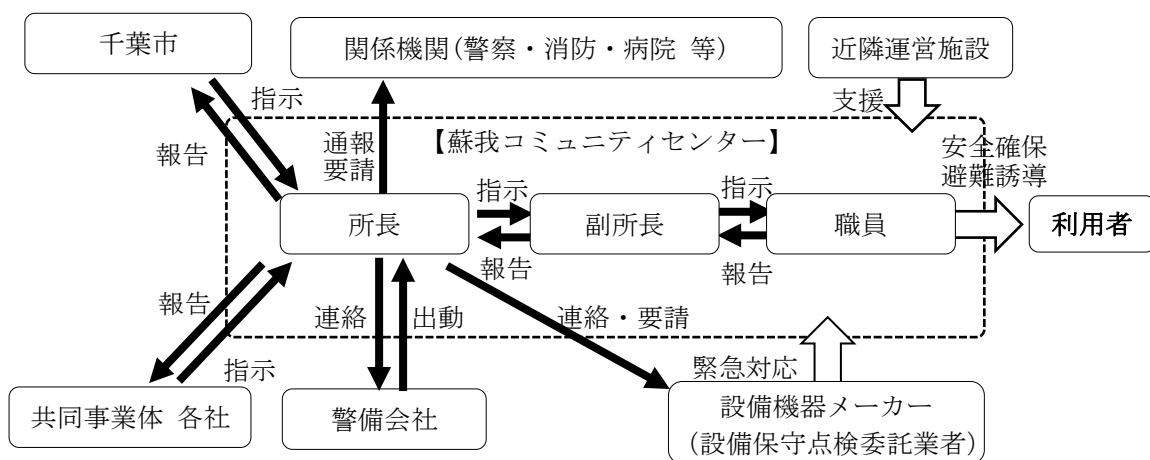 千葉市
関係機関(警察・消防・病院 等)
近隣運営施設
指示
支援
報告
通報
要請
【蘇我コミュニティセンター】
安全確保
避難誘導
指示
指示
所長
副所長
職員
利用者
報告
報告
報告
連絡
出動
連絡・要請
指示
緊急対応
共同事業体 各社
警備会社
設備機器メーカー
(設備保守点検委託業者)